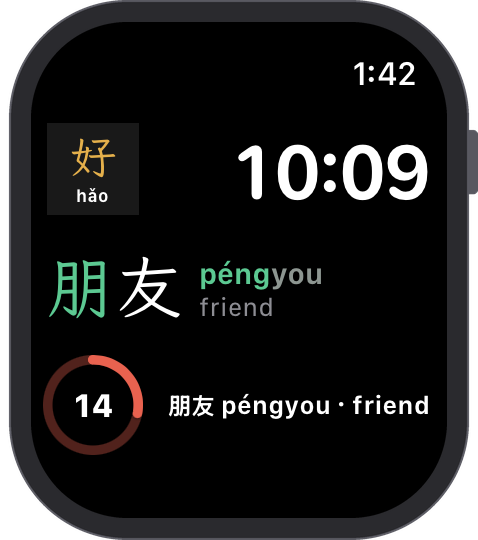 1:42
好
hǎo
10:09
朋友
péngyou
friend
14
朋友 péngyou · friend